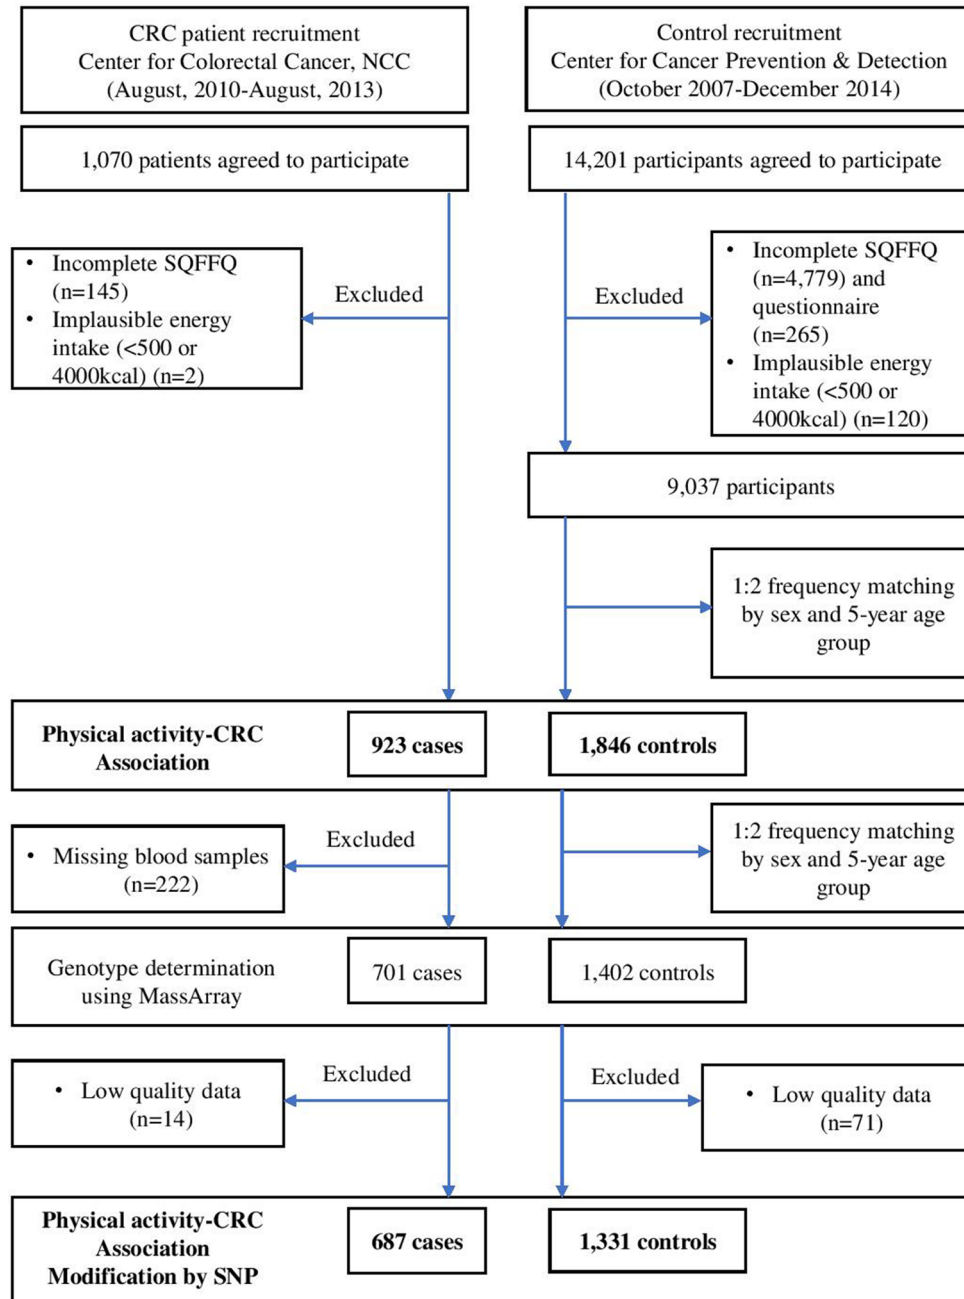 CRC patient recruitment
Center for Colorectal Cancer, NCC
(August, 2010-August, 2013)
Control recruitment
Center for Cancer Prevention & Detection
(October 2007-December 2014)
1,070 patients agreed to participate
14,201 participants agreed to participate
• Incomplete SQFFQ
(n=145)
• Implausible energy
intake (<500 or
4000kcal) (n=2)
Excluded
Excluded
• Incomplete SQFFQ
(n=4,779) and
questionnaire
(n=265)
• Implausible energy
intake (<500 or
4000kcal) (n=120)
9,037 participants
1:2 frequency matching
by sex and 5-year age
group
Physical activity-CRC
Association
923 cases
1,846 controls
• Missing blood samples
(n=222)
Excluded
1:2 frequency matching
by sex and 5-year age
group
Genotype determination
using MassArray
701 cases
1,402 controls
• Low quality data
(n=14)
Excluded
Excluded
• Low quality data
(n=71)
Physical activity-CRC
Association
Modification by SNP
687 cases
1,331 controls